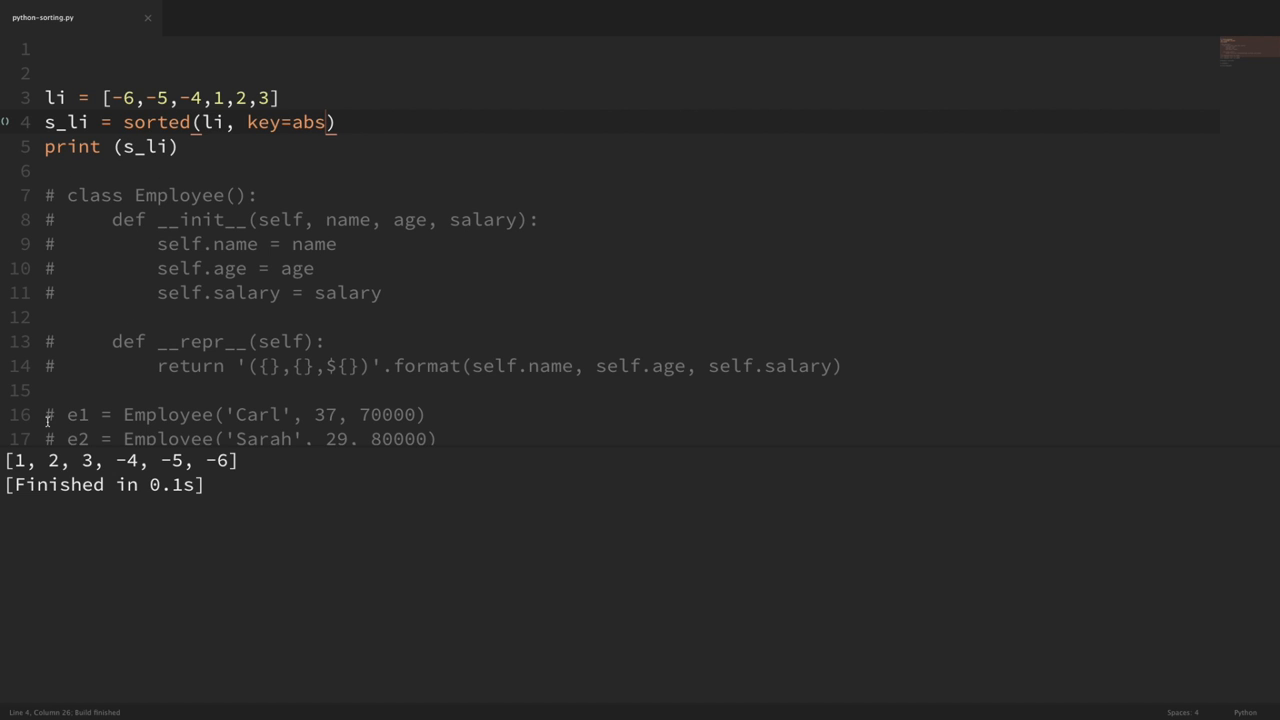 python-sorting.py ×
1
2
3 li = [-6,-5,-4,1,2,3]
4 s_li = sorted(li, key=abs)
5 print (s_li)
6
7 # class Employee():
8 #     def __init__(self, name, age, salary):
9 #         self.name = name
10 #         self.age = age
11 #         self.salary = salary
12
13 #     def __repr__(self):
14 #         return '({},{},${})'.format(self.name, self.age, self.salary)
15
16 # e1 = Employee('Carl', 37, 70000)
17 # e2 = Employee('Sarah', 29, 80000)
[1, 2, 3, -4, -5, -6]
[Finished in 0.1s]
Line 4, Column 26; Build finished
Spaces: 4
Python